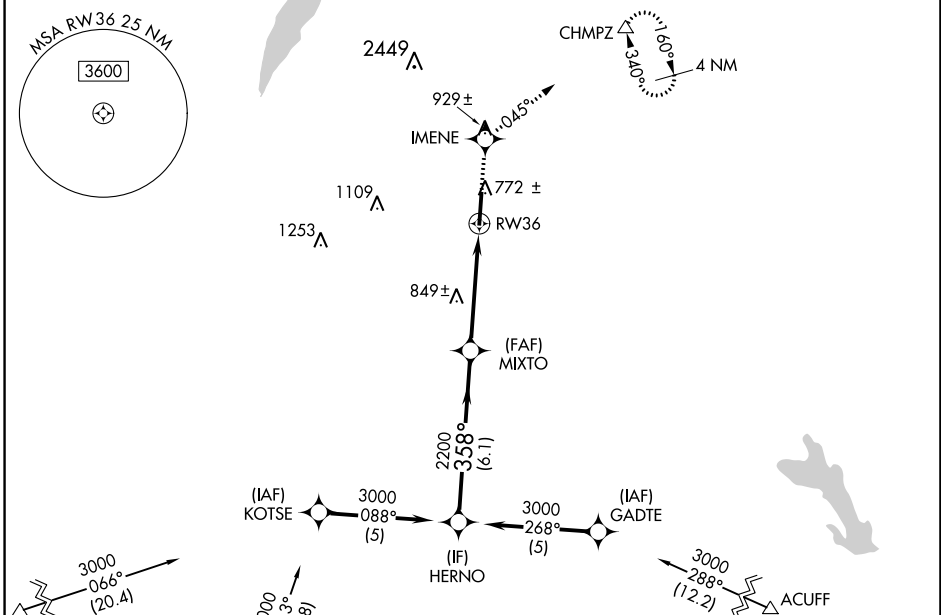 MSA RW36 25 NM
3600
2449
CHMPZ
160°
340°
4 NM
929±
045°
IMENE
772 ±
1109
RW36
1253
849±
(FAF)
MIXTO
2200
358°
(6.1)
(IAF)
KOTSE
3000
088°
(5)
(IF)
HERNO
3000
268°
(5)
(IAF)
GADTE
3000
066°
(20.4)
3000
288°
(12.2)
ACUFF